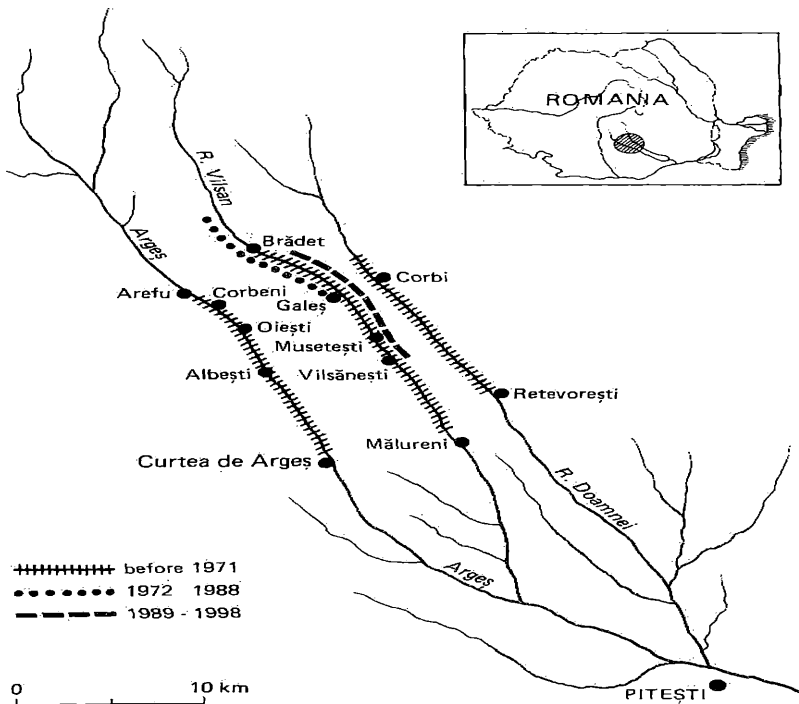 ROMANIA
R. Vîlsan
Argeș
Brădet
Corbi
Arefu
Corbeni
Galeș
Oiești
Musetești
Albești
Vilsănești
Retevorești
Mălureni
Curtea de Argeș
R. Doamnei
Argeș
before 1971
1972 1988
1989 - 1998
0 10 km
PITEȘTI